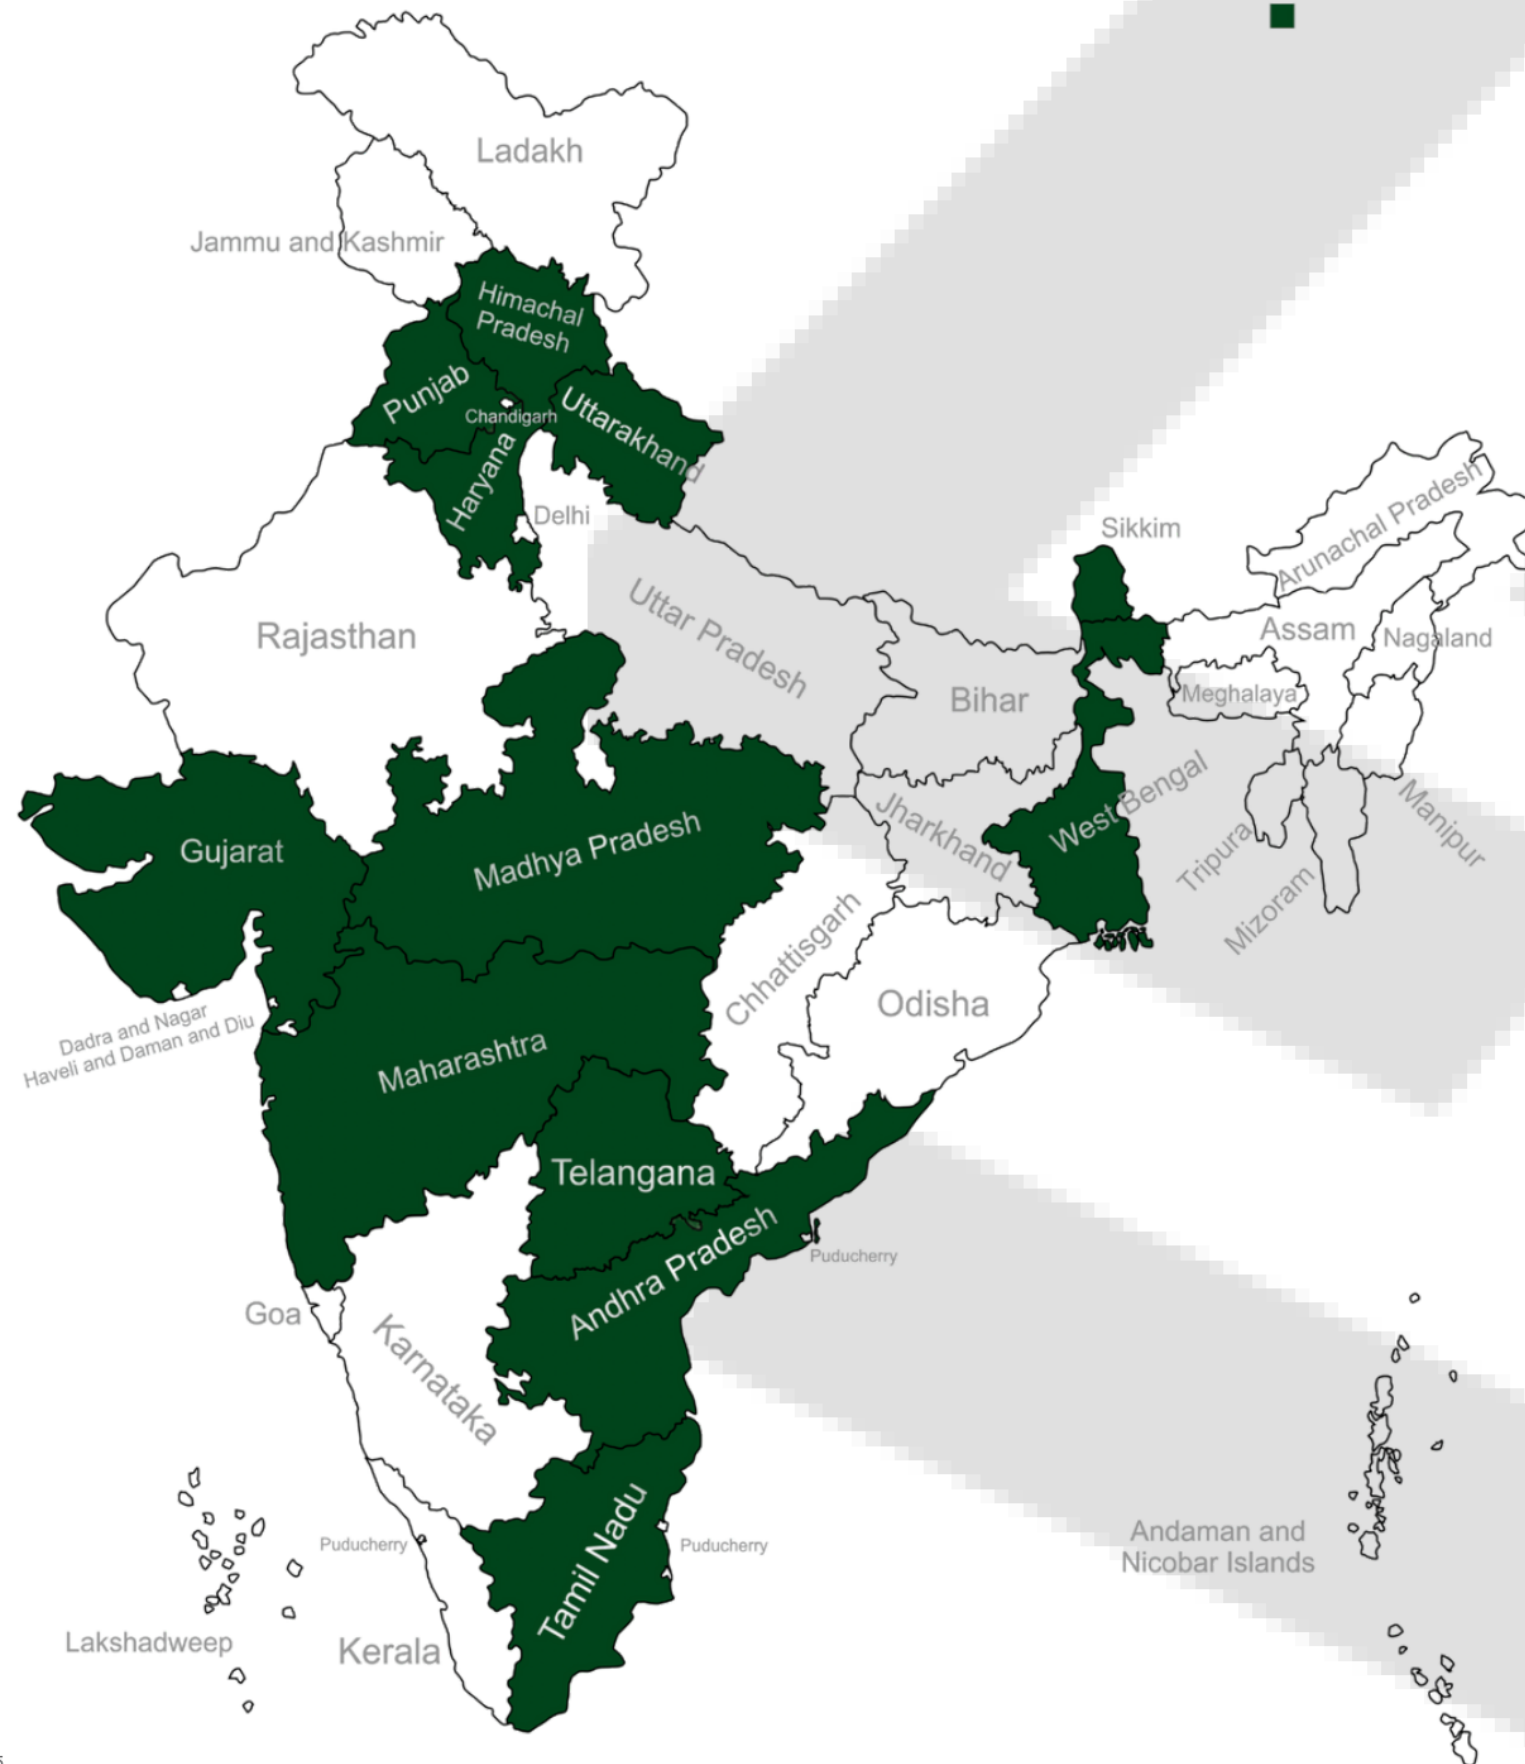 Ladakh
Jammu and Kashmir
Himachal
Pradesh
Punjab
Chandigarh
Uttarakhand
Haryana
Delhi
Sikkim
Arunachal Pradesh
Uttar Pradesh
Rajasthan
Assam
Nagaland
Bihar
Meghalaya
West Bengal
Jharkhand
Tripura
Mizoram
Manipur
Gujarat
Madhya Pradesh
Chhattisgarh
Odisha
Dadra and Nagar
Haveli and Daman and Diu
Maharashtra
Telangana
Andhra Pradesh
Puducherry
Goa
Karnataka
Andaman and
Nicobar Islands
Puducherry
Tamil Nadu
Puducherry
Lakshadweep
Kerala